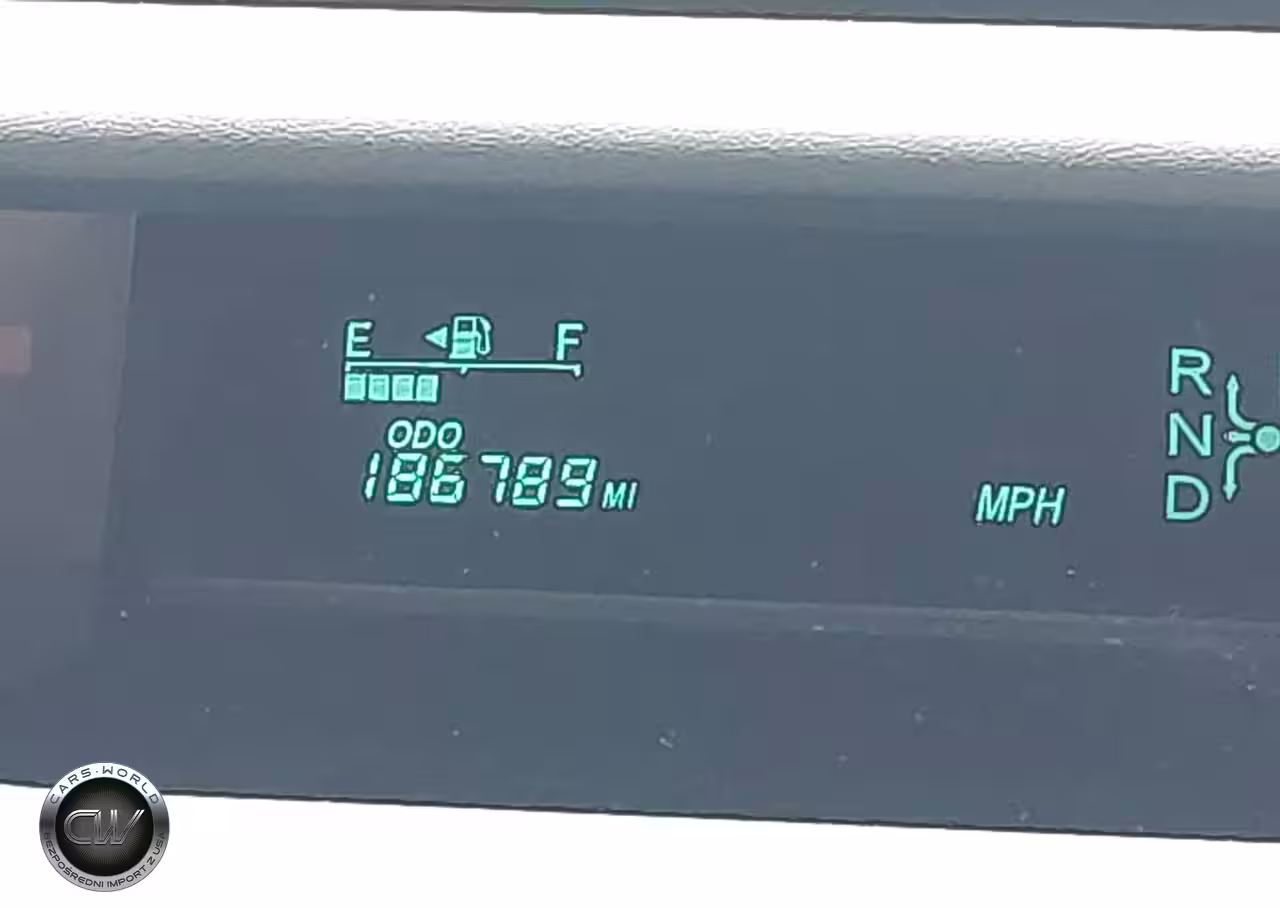 E F
ODO
186789 MI
MPH
R
N
D
CARS·WORLD
CW
BEZPOŚREDNI IMPORT Z USA